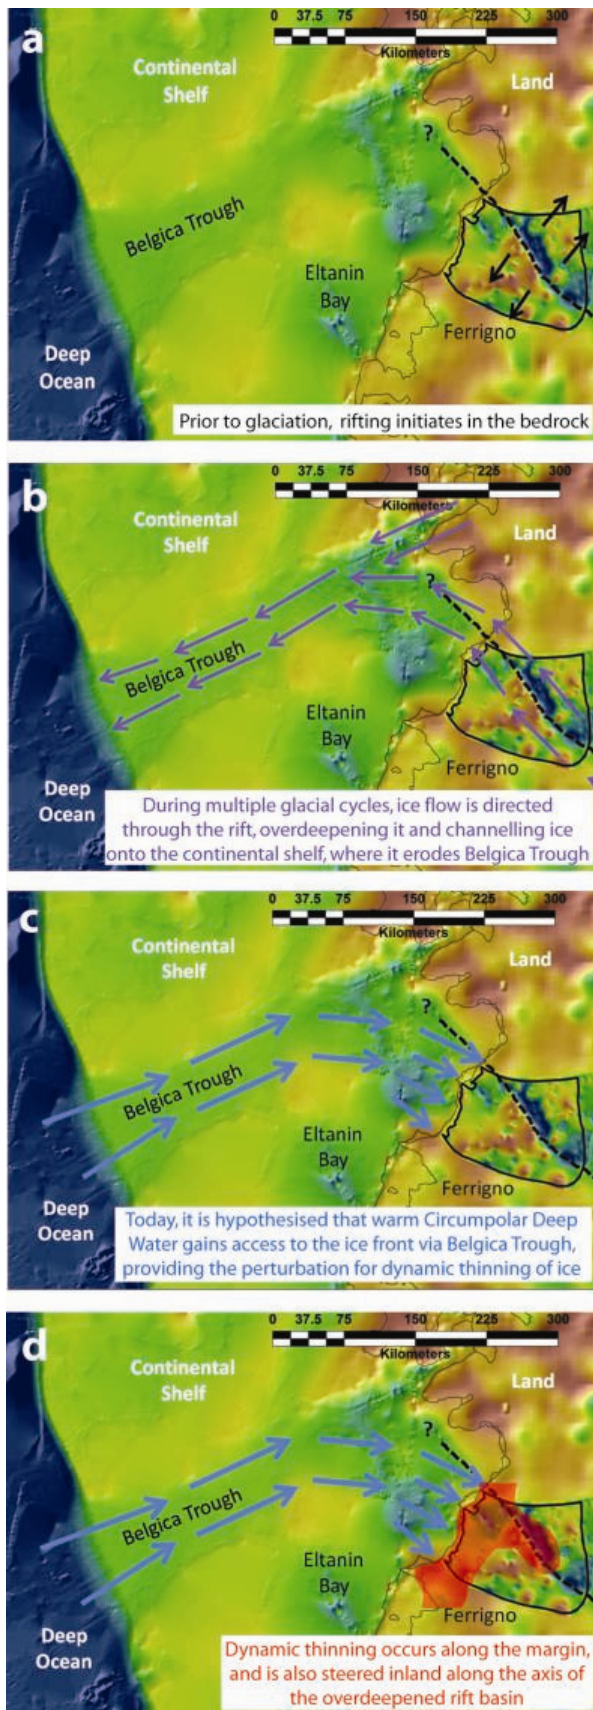 a
0 37.5 75 150 225 300
Kilometers
Continental
Shelf
Land
?
Belgica Trough
Eltanin
Bay
Ferrigno
Deep
Ocean
Prior to glaciation, rifting initiates in the bedrock
b
0 37.5 75 150 225 300
Kilometers
Continental
Shelf
Land
?
Belgica Trough
Eltanin
Bay
Ferrigno
Deep
Ocean
During multiple glacial cycles, ice flow is directed
through the rift, overdeepening it and channelling ice
onto the continental shelf, where it erodes Belgica Trough
c
0 37.5 75 150 225 300
Kilometers
Continental
Shelf
Land
?
Belgica Trough
Eltanin
Bay
Ferrigno
Deep
Ocean
Today, it is hypothesised that warm Circumpolar Deep
Water gains access to the ice front via Belgica Trough,
providing the perturbation for dynamic thinning of ice
d
0 37.5 75 150 225 300
Kilometers
Continental
Shelf
Land
?
Belgica Trough
Eltanin
Bay
Ferrigno
Deep
Ocean
Dynamic thinning occurs along the margin,
and is also steered inland along the axis of
the overdeepened rift basin